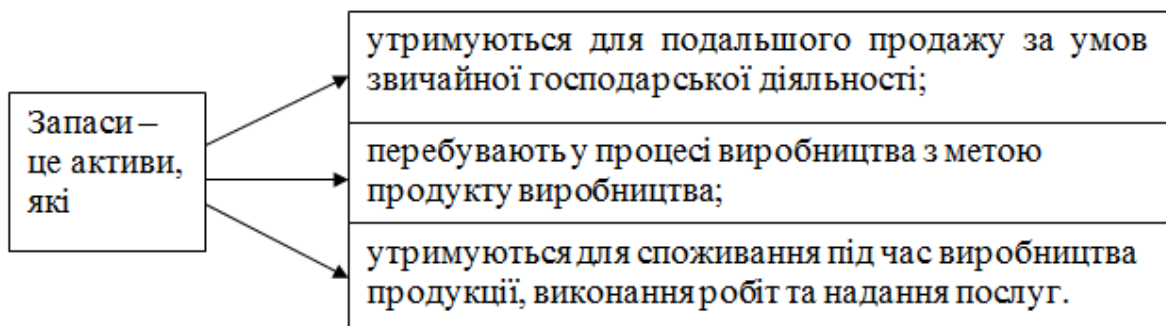 Запаси –
це активи,
які
утримуються для подальшого продажу за умов
звичайної господарської діяльності;
перебувають у процесі виробництва з метою
продукту виробництва;
утримуються для споживання під час виробництва
продукції, виконання робіт та надання послуг.